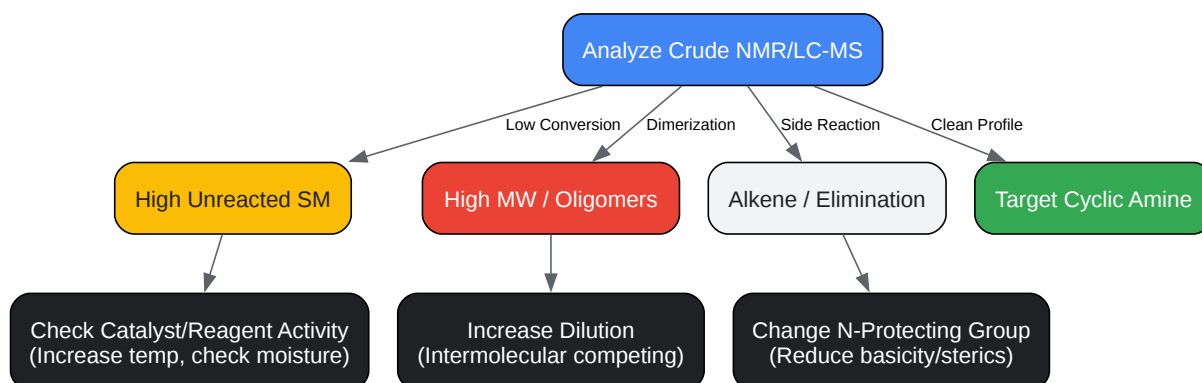 Analyze Crude NMR/LC-MS
Low Conversion
Dimerization
Side Reaction
Clean Profile
High Unreacted SM
High MW / Oligomers
Alkene / Elimination
Target Cyclic Amine
Check Catalyst/Reagent Activity
(Increase temp, check moisture)
Increase Dilution
(Intermolecular competing)
Change N-Protecting Group
(Reduce basicity/sterics)